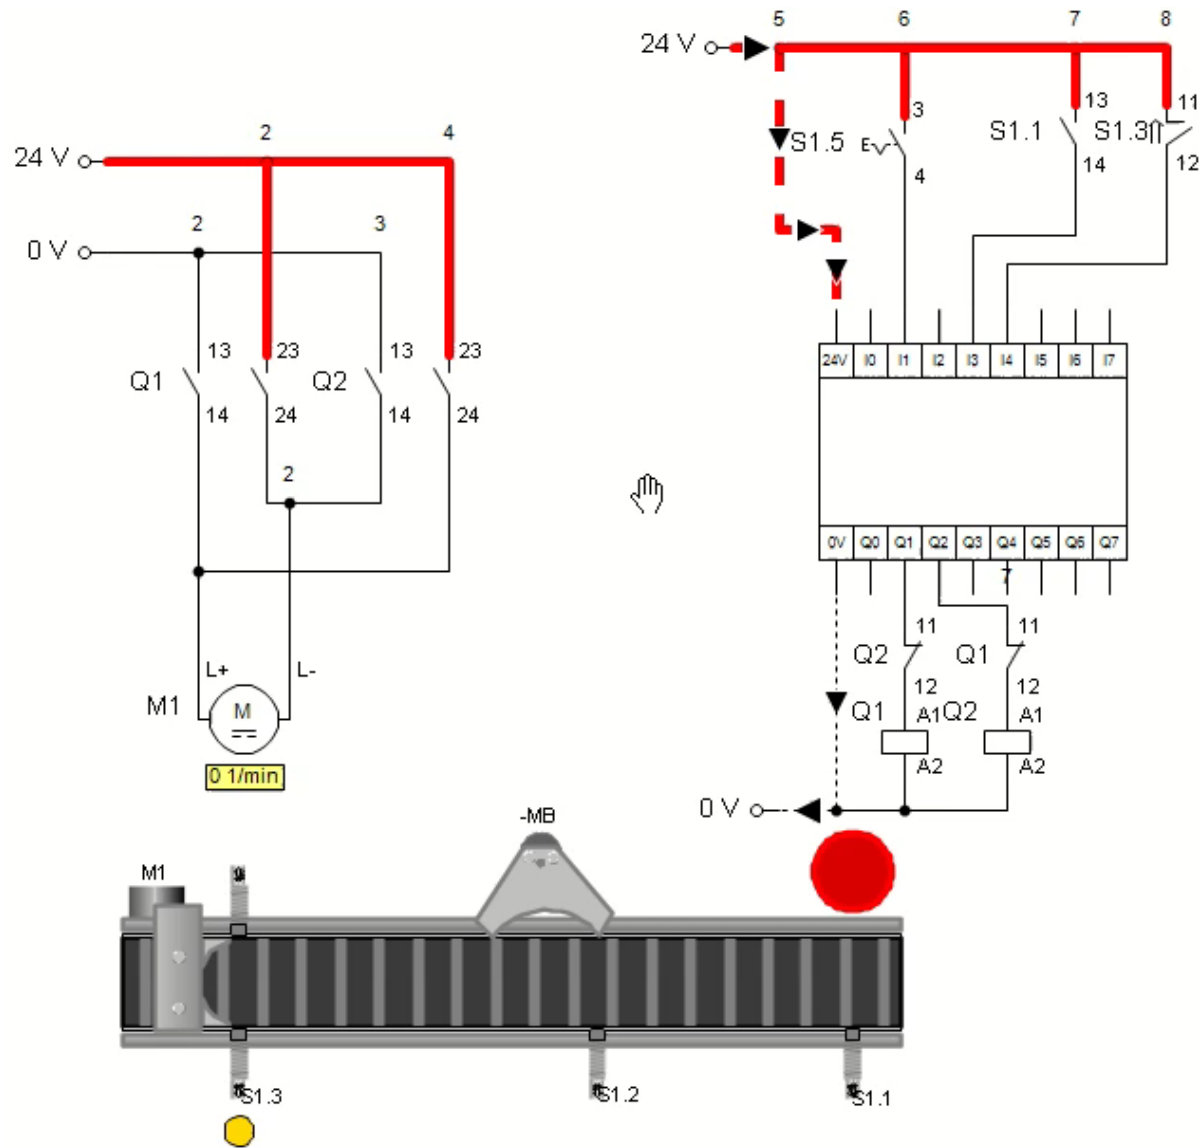 5 6 7 8
24 V
3 13 11
S1.5 E S1.1 S1.3
4 14 12
2 4
24 V
2 3
0 V
13 23 13 23
Q1 Q2
14 24 14 24
2
24V I0 I1 I2 I3 I4 I5 I6 I7
0V Q0 Q1 Q2 Q3 Q4 Q5 Q6 Q7
7
11 11
Q2 Q1
12 12
L+ L-
M1 M
Q1 A1 Q2 A1
A2 A2
0 1/min
0 V
-MB
M1
S1.3 S1.2 S1.1